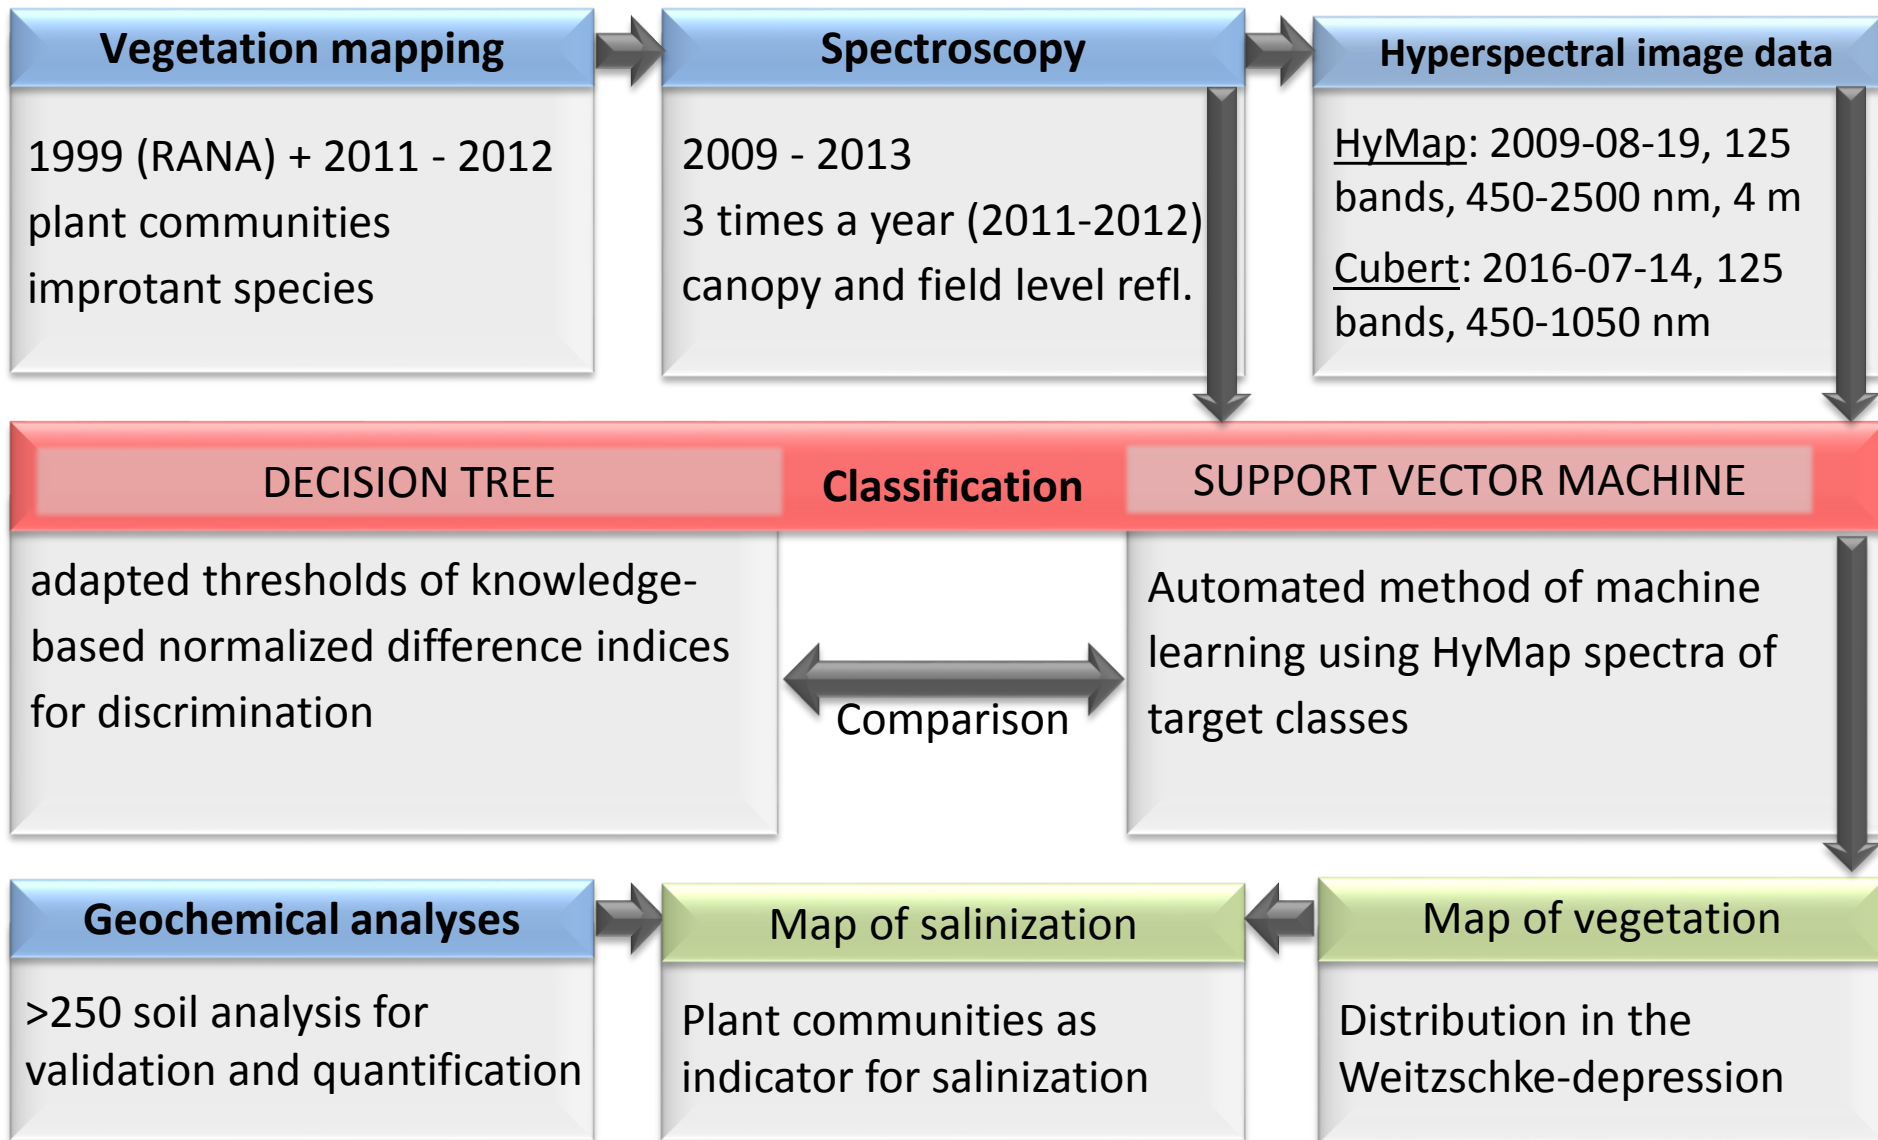 Vegetation mapping
1999 (RANA) + 2011 - 2012
plant communities
improtant species
Spectroscopy
2009 - 2013
3 times a year (2011-2012)
canopy and field level refl.
Hyperspectral image data
HyMap: 2009-08-19, 125
bands, 450-2500 nm, 4 m
Cubert: 2016-07-14, 125
bands, 450-1050 nm
DECISION TREE
Classification
SUPPORT VECTOR MACHINE
adapted thresholds of knowledge-
based normalized difference indices
for discrimination
Comparison
Automated method of machine
learning using HyMap spectra of
target classes
Geochemical analyses
>250 soil analysis for
validation and quantification
Map of salinization
Plant communities as
indicator for salinization
Map of vegetation
Distribution in the
Weitzschke-depression